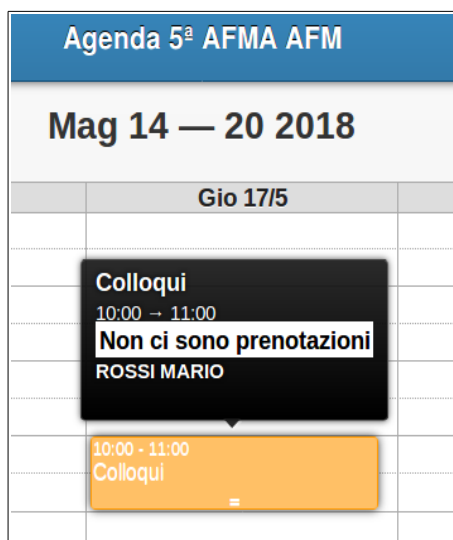 Agenda 5ª AFMA AFM
Mag 14 — 20 2018
Gio 17/5
Colloqui
10:00 → 11:00
Non ci sono prenotazioni
ROSSI MARIO
10:00 - 11:00
Colloqui